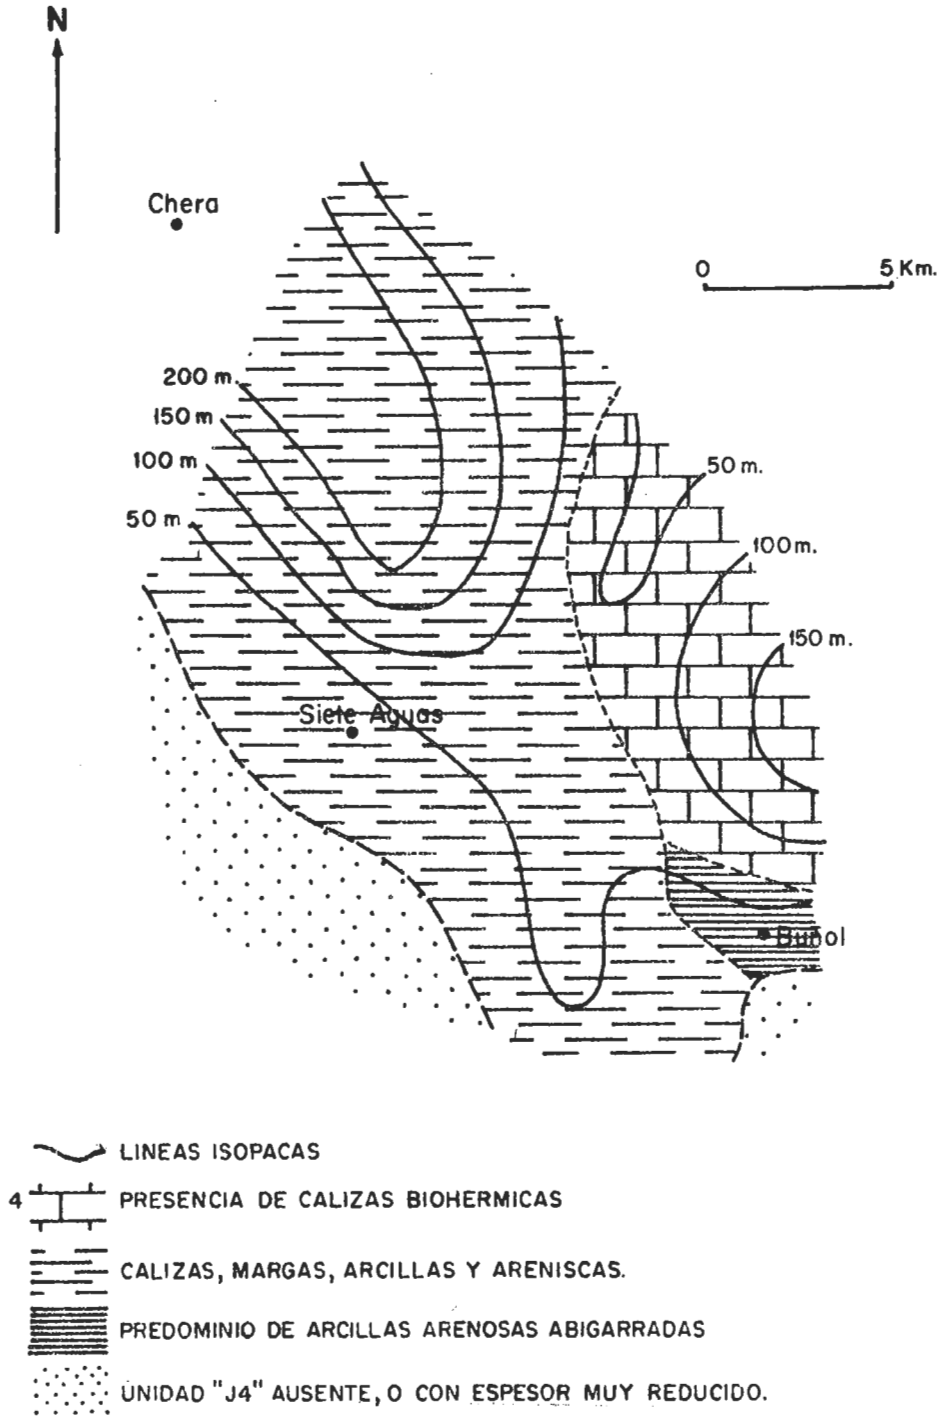 N
Chera
0 5 Km.
200 m.
150 m
100 m
50 m
50 m.
100 m.
150 m.
Siete Aguas
Buñol
LINEAS ISOPACAS
4 PRESENCIA DE CALIZAS BIOHERMICAS
CALIZAS, MARGAS, ARCILLAS Y ARENISCAS.
PREDOMINIO DE ARCILLAS ARENOSAS ABIGARRADAS
UNIDAD "J4" AUSENTE, O CON ESPESOR MUY REDUCIDO.